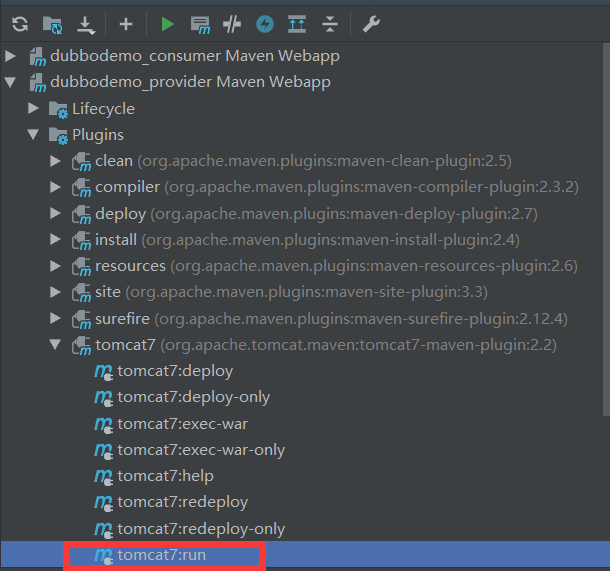 dubbodemo_consumer Maven Webapp
dubbodemo_provider Maven Webapp
Lifecycle
Plugins
clean (org.apache.maven.plugins:maven-clean-plugin:2.5)
compiler (org.apache.maven.plugins:maven-compiler-plugin:2.3.2)
deploy (org.apache.maven.plugins:maven-deploy-plugin:2.7)
install (org.apache.maven.plugins:maven-install-plugin:2.4)
resources (org.apache.maven.plugins:maven-resources-plugin:2.6)
site (org.apache.maven.plugins:maven-site-plugin:3.3)
surefire (org.apache.maven.plugins:maven-surefire-plugin:2.12.4)
tomcat7 (org.apache.tomcat.maven:tomcat7-maven-plugin:2.2)
tomcat7:deploy
tomcat7:deploy-only
tomcat7:exec-war
tomcat7:exec-war-only
tomcat7:help
tomcat7:redeploy
tomcat7:redeploy-only
tomcat7:run